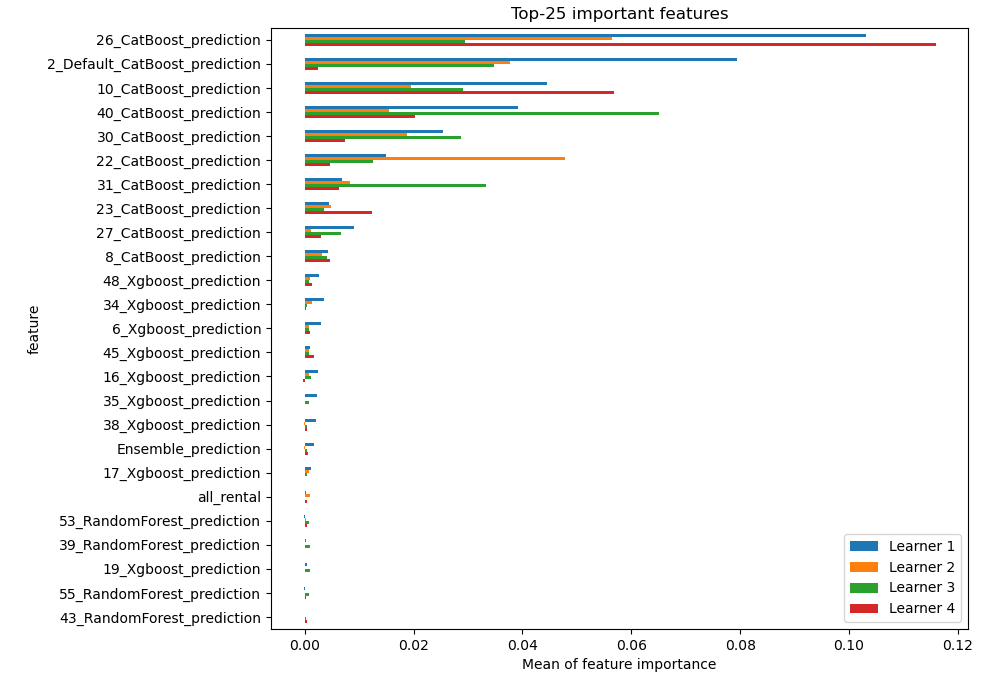 Top-25 important features
26_CatBoost_prediction
2_Default_CatBoost_prediction
10_CatBoost_prediction
40_CatBoost_prediction
30_CatBoost_prediction
22_CatBoost_prediction
31_CatBoost_prediction
23_CatBoost_prediction
27_CatBoost_prediction
8_CatBoost_prediction
48_Xgboost_prediction
34_Xgboost_prediction
6_Xgboost_prediction
45_Xgboost_prediction
16_Xgboost_prediction
35_Xgboost_prediction
38_Xgboost_prediction
Ensemble_prediction
17_Xgboost_prediction
all_rental
53_RandomForest_prediction
39_RandomForest_prediction
19_Xgboost_prediction
55_RandomForest_prediction
43_RandomForest_prediction
feature
Learner 1
Learner 2
Learner 3
Learner 4
0.00 0.02 0.04 0.06 0.08 0.10 0.12
Mean of feature importance